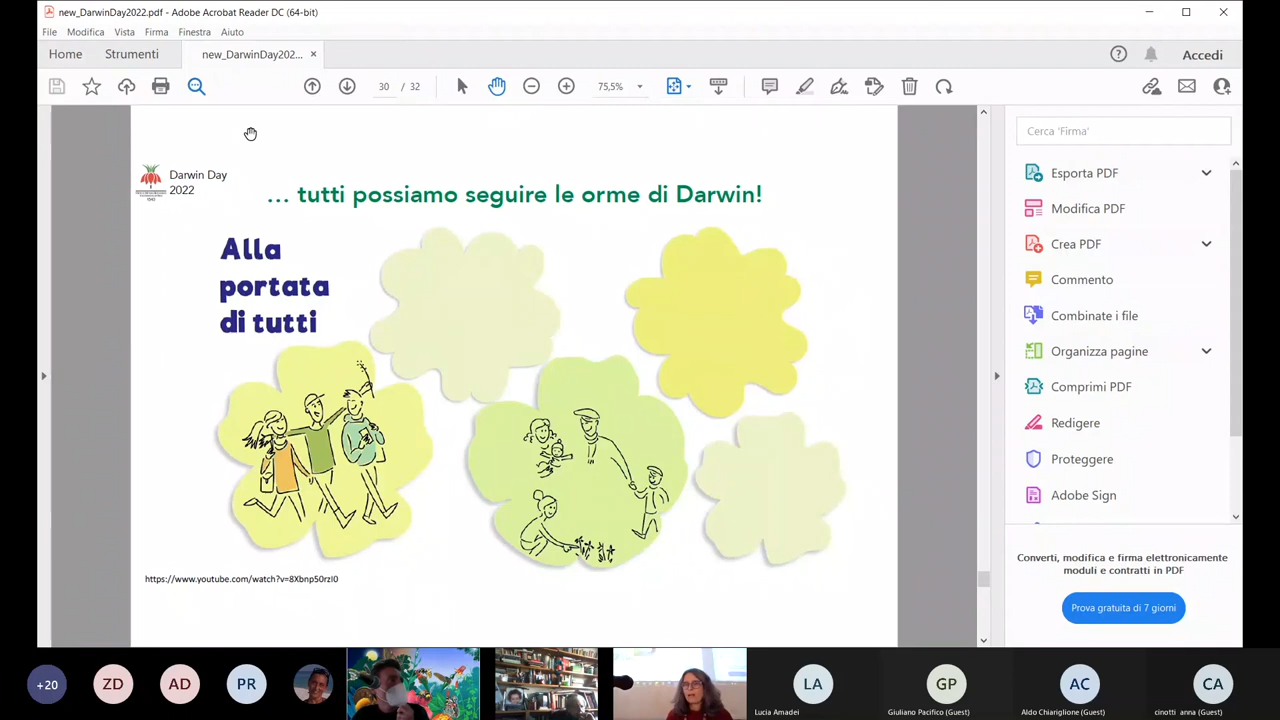 new_DarwinDay2022.pdf - Adobe Acrobat Reader DC (64-bit)
File Modifica Vista Firma Finestra Aiuto
Home Strumenti new_DarwinDay202... × Accedi
30 / 32 75,5%
Darwin Day
2022
... tutti possiamo seguire le orme di Darwin!
Alla
portata
di tutti
https://www.youtube.com/watch?v=8Xbnp50rzI0
Cerca 'Firma'
Esporta PDF
Modifica PDF
Crea PDF
Commento
Combinate i file
Organizza pagine
Comprimi PDF
Redigere
Proteggere
Adobe Sign
Converti, modifica e firma elettronicamente
moduli e contratti in PDF
Prova gratuita di 7 giorni
+20 ZD AD PR LA GP AC CA
Lucia Amadei Giuliano Pacifico (Guest) Aldo Chiariglione (Guest) cinotti anna (Guest)